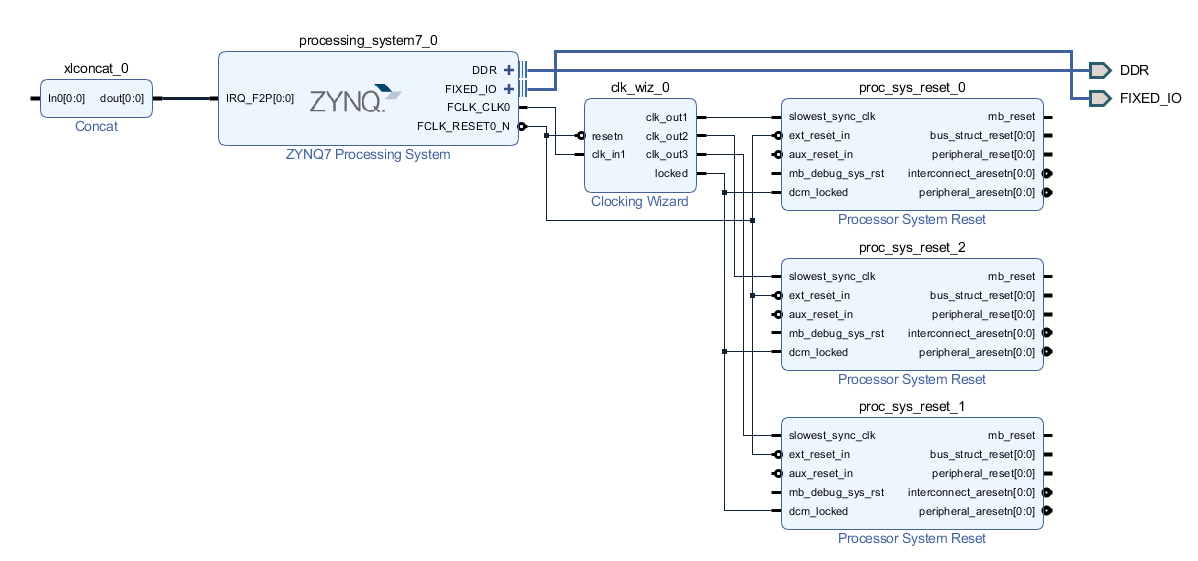 xlconcat_0
In0[0:0]
dout[0:0]
Concat
processing_system7_0
IRQ_F2P[0:0]
ZYNQ.
DDR
FIXED_IO
FCLK_CLK0
FCLK_RESET0_N
ZYNQ7 Processing System
clk_wiz_0
resetn
clk_in1
clk_out1
clk_out2
clk_out3
locked
Clocking Wizard
proc_sys_reset_0
slowest_sync_clk
ext_reset_in
aux_reset_in
mb_debug_sys_rst
dcm_locked
mb_reset
bus_struct_reset[0:0]
peripheral_reset[0:0]
interconnect_aresetn[0:0]
peripheral_aresetn[0:0]
Processor System Reset
proc_sys_reset_2
slowest_sync_clk
ext_reset_in
aux_reset_in
mb_debug_sys_rst
dcm_locked
mb_reset
bus_struct_reset[0:0]
peripheral_reset[0:0]
interconnect_aresetn[0:0]
peripheral_aresetn[0:0]
Processor System Reset
proc_sys_reset_1
slowest_sync_clk
ext_reset_in
aux_reset_in
mb_debug_sys_rst
dcm_locked
mb_reset
bus_struct_reset[0:0]
peripheral_reset[0:0]
interconnect_aresetn[0:0]
peripheral_aresetn[0:0]
Processor System Reset
DDR
FIXED_IO